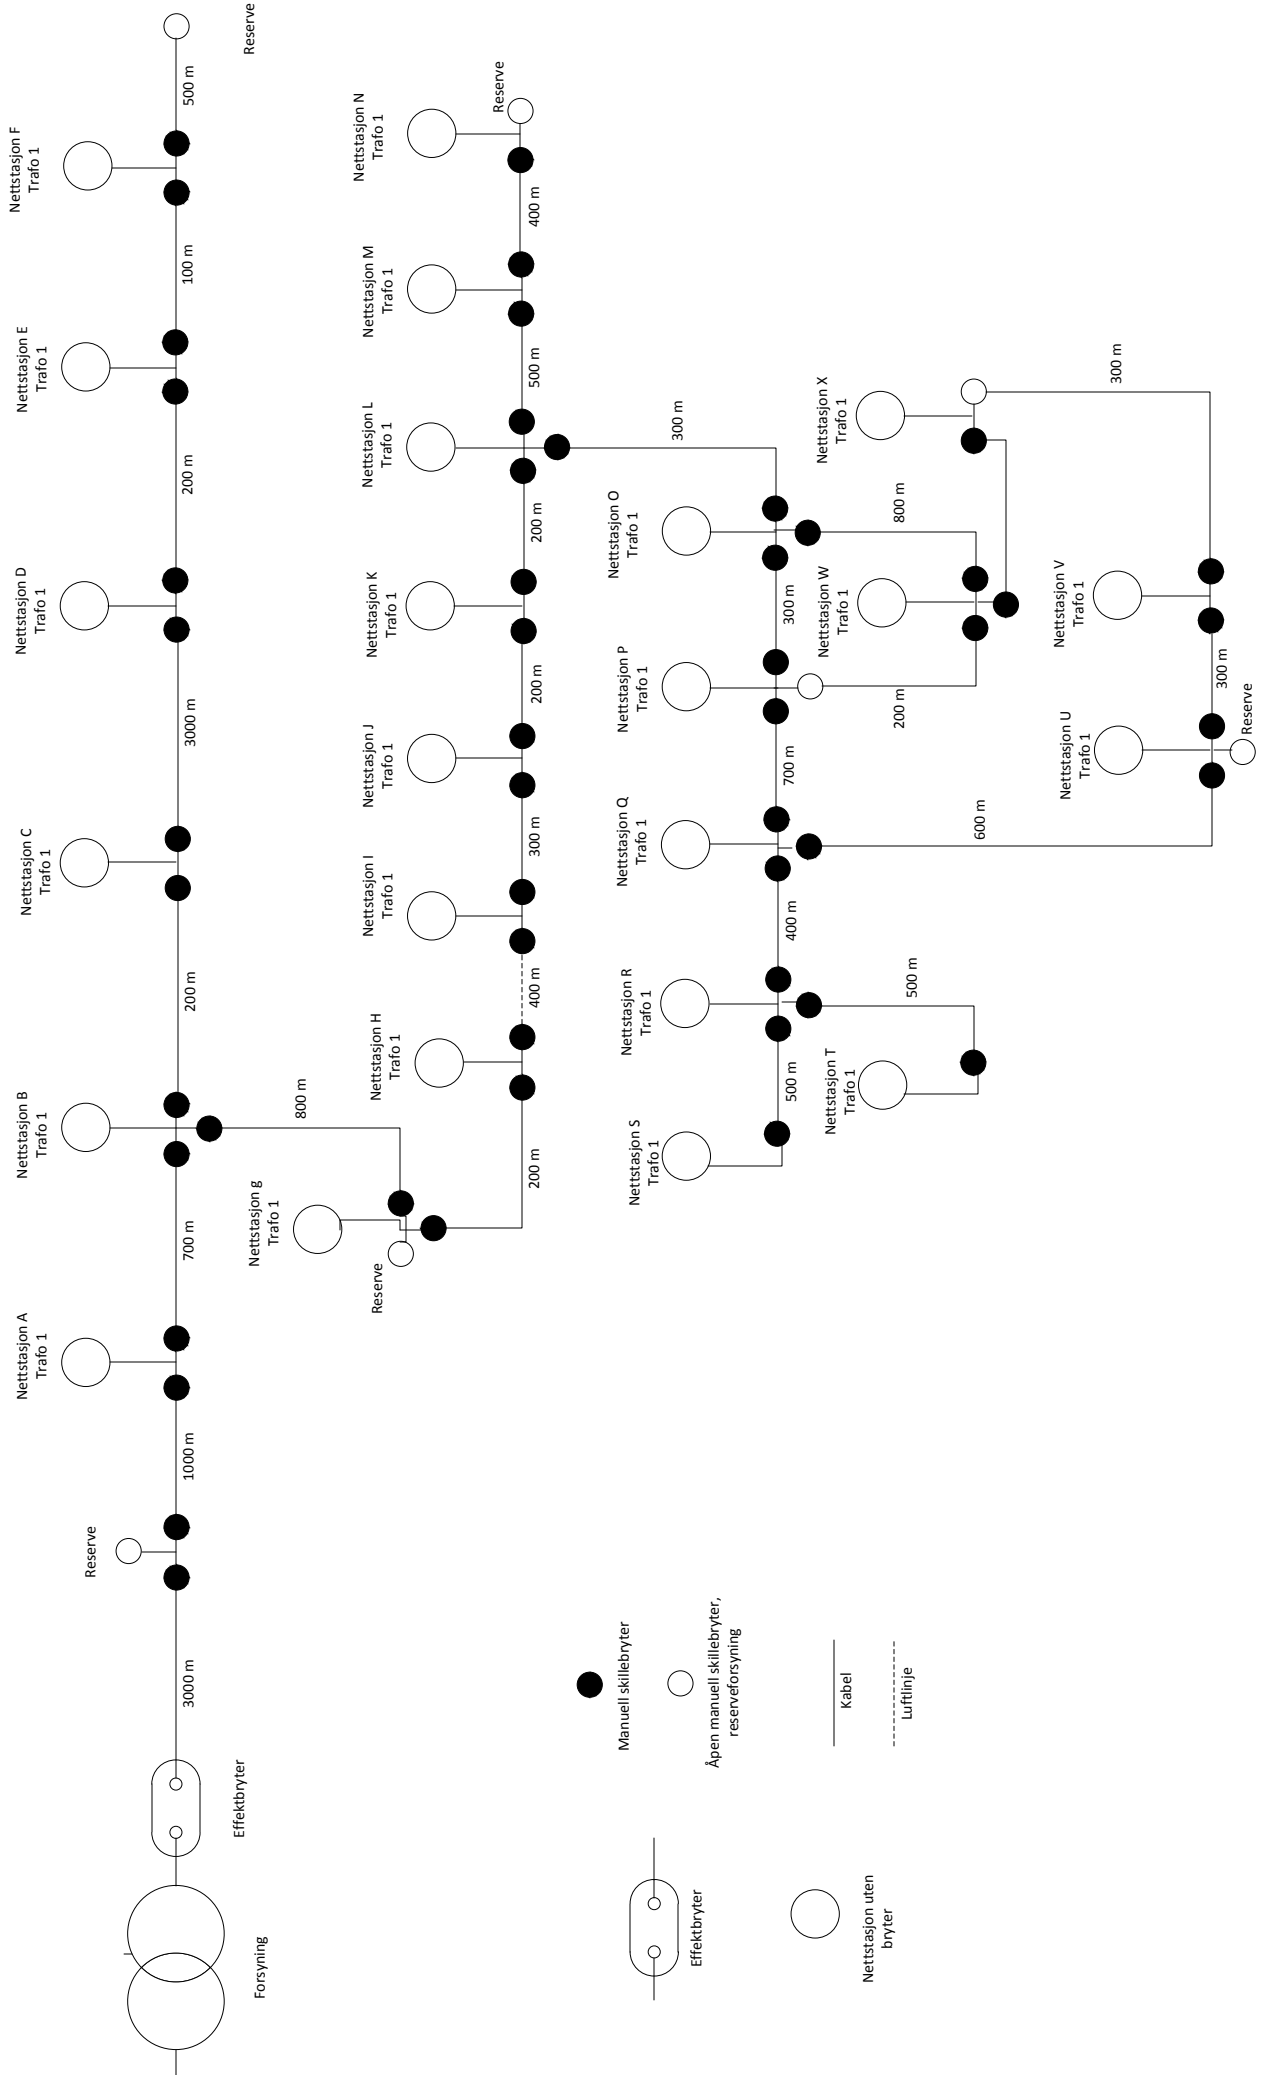 Forsyning
Effektbryter
3000 m
Reserve
1000 m
Nettstasjon A
Trafo 1
700 m
Nettstasjon B
Trafo 1
200 m
Nettstasjon C
Trafo 1
3000 m
Nettstasjon D
Trafo 1
200 m
Nettstasjon E
Trafo 1
100 m
Nettstasjon F
Trafo 1
500 m
Reserve
800 m
Nettstasjon g
Trafo 1
Reserve
200 m
Nettstasjon H
Trafo 1
400 m
Nettstasjon I
Trafo 1
300 m
Nettstasjon J
Trafo 1
200 m
Nettstasjon K
Trafo 1
200 m
Nettstasjon L
Trafo 1
500 m
Nettstasjon M
Trafo 1
400 m
Nettstasjon N
Trafo 1
Reserve
300 m
Nettstasjon O
Trafo 1
300 m
Nettstasjon P
Trafo 1
700 m
Nettstasjon Q
Trafo 1
400 m
Nettstasjon R
Trafo 1
500 m
Nettstasjon S
Trafo 1
500 m
Nettstasjon T
Trafo 1
800 m
200 m
Nettstasjon W
Trafo 1
Nettstasjon X
Trafo 1
600 m
Nettstasjon U
Trafo 1
Reserve
300 m
Nettstasjon V
Trafo 1
300 m
Effektbryter
Nettstasjon uten
bryter
Manuell skillebryter
Åpen manuell skillebryter,
reserveforsyning
Kabel
Luftlinje